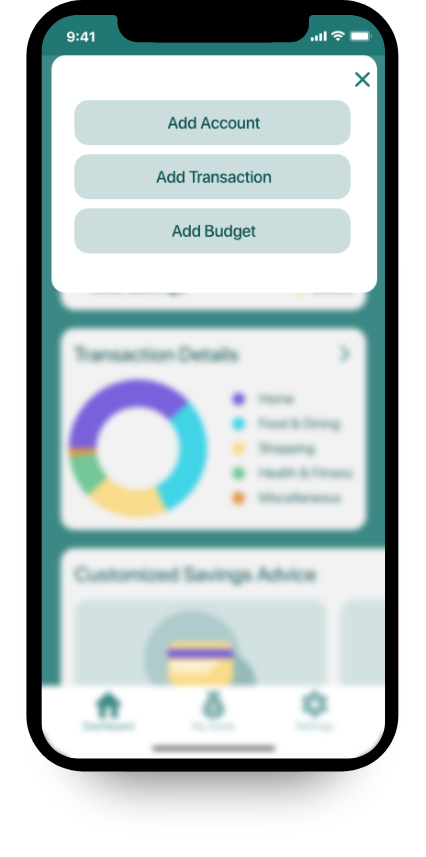 9:41
Add Account
Add Transaction
Add Budget
Transaction Details
Home
Food & Dining
Shopping
Health & Fitness
Miscellaneous
Customized Savings Advice
Dashboard
Settings